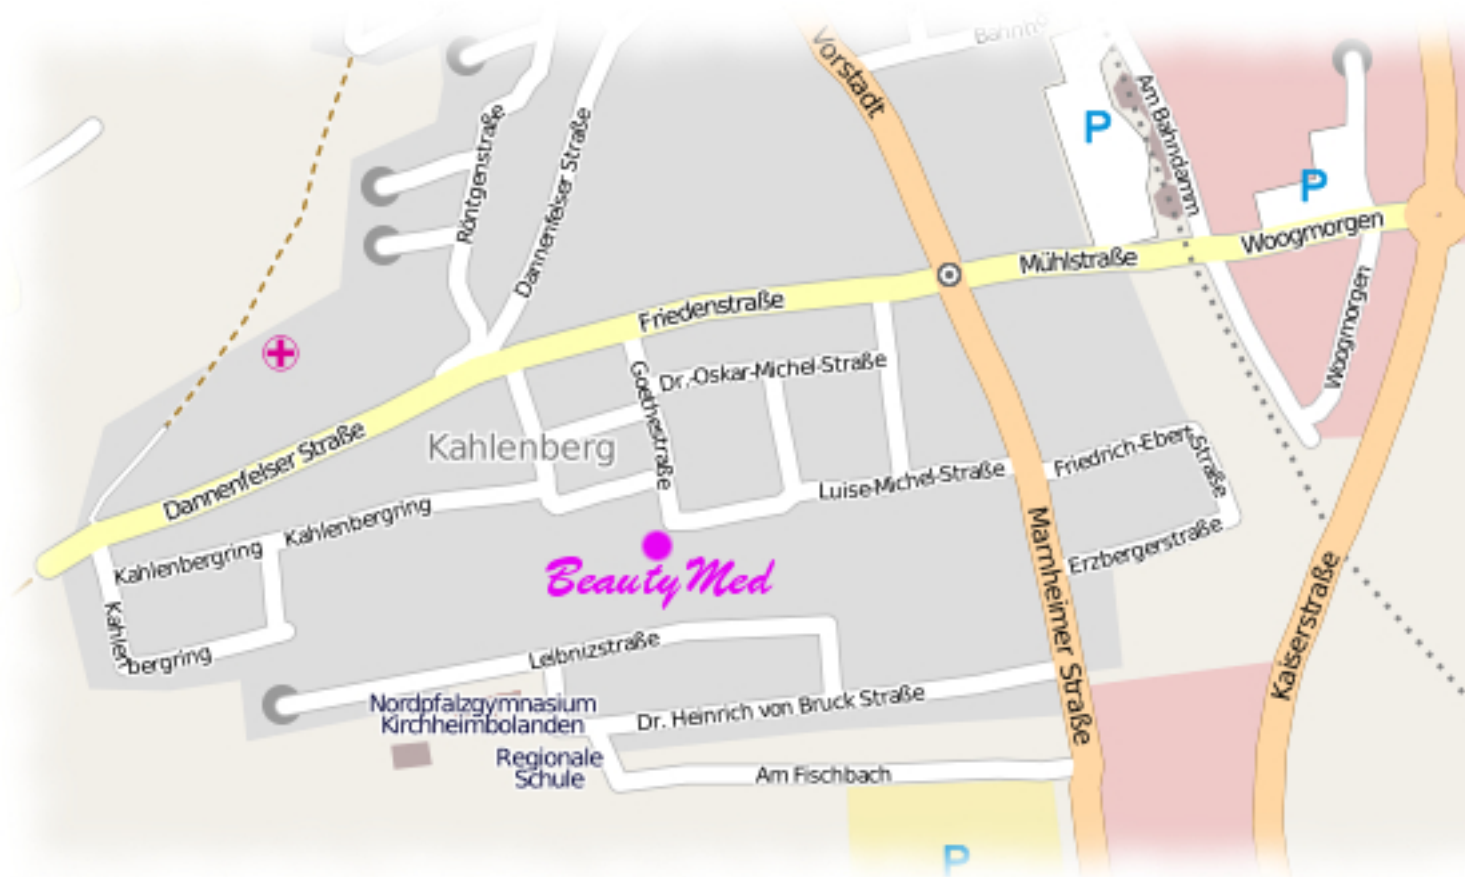 Bahnho
Vorstadt
Am Bahndamm
P
P
Röntgenstraße
Dannenfelser Straße
Woogmorgen
Mühlstraße
Friedenstraße
Woogmorgen
Dr.-Oskar-Michel-Straße
Goethestraße
Kahlenberg
Dannenfelser Straße
Friedrich-Ebert-Straße
Luise-Michel-Straße
Kahlenbergring
Kahlenbergring
Erzbergerstraße
Marnheimer Straße
Kaiserstraße
BeautyMed
Kahlenbergring
Leibnizstraße
Nordpfalzgymnasium
Kirchheimbolanden
Dr. Heinrich von Bruck Straße
Regionale
Schule
Am Fischbach
P